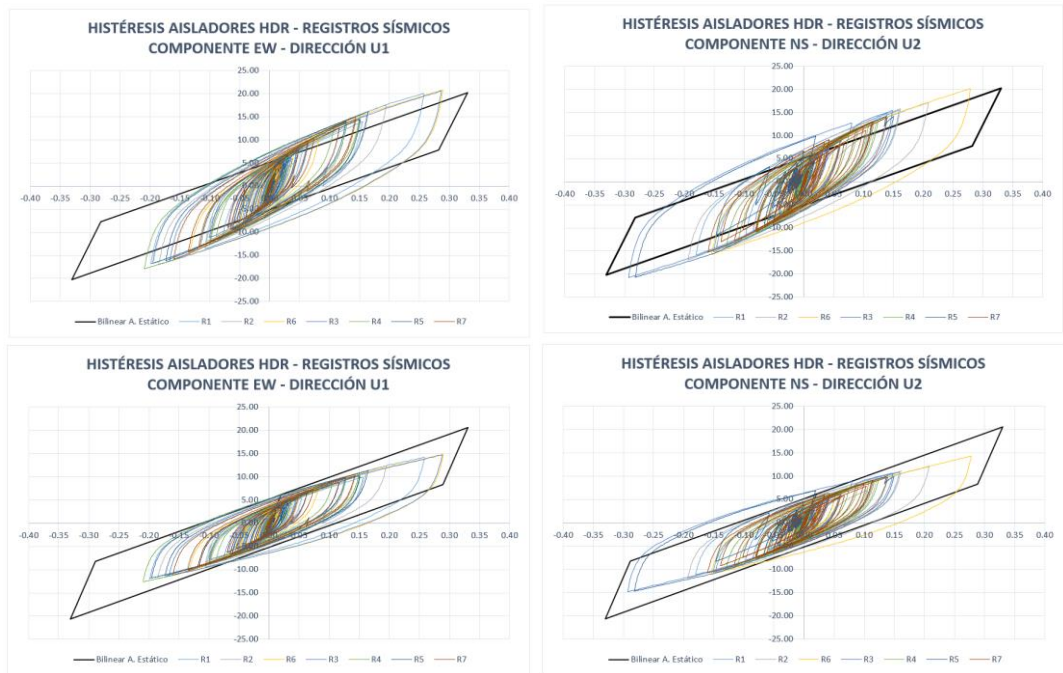 HISTÉRESIS AISLADORES HDR - REGISTROS SÍSMICOS
COMPONENTE EW - DIRECCIÓN U1
25.00
20.00
15.00
10.00
5.00
-0.40 -0.35 -0.30 -0.25 -0.20 -0.15 -0.10 0.05 0.10 0.15 0.20 0.25 0.30 0.35 0.40
-10.00
-15.00
-20.00
-25.00
Bilinear A. Estático R1 R2 R6 R3 R4 R5 R7
HISTÉRESIS AISLADORES HDR - REGISTROS SÍSMICOS
COMPONENTE NS - DIRECCIÓN U2
25.00
20.00
15.00
10.00
5.00
-0.40 -0.35 -0.30 -0.25 -0.20 -0.15 -0.10 0.05 0.10 0.15 0.20 0.25 0.30 0.35 0.40
-10.00
-15.00
-20.00
-25.00
Bilinear A. Estático R1 R2 R6 R3 R4 R5 R7
HISTÉRESIS AISLADORES HDR - REGISTROS SÍSMICOS
COMPONENTE EW - DIRECCIÓN U1
25.00
20.00
15.00
10.00
5.00
-0.40 -0.35 -0.30 -0.25 -0.20 -0.15 -0.10 0.05 0.10 0.15 0.20 0.25 0.30 0.35 0.40
-10.00
-15.00
-20.00
-25.00
Bilinear A. Estático R1 R2 R6 R3 R4 R5 R7
HISTÉRESIS AISLADORES HDR - REGISTROS SÍSMICOS
COMPONENTE NS - DIRECCIÓN U2
25.00
20.00
15.00
10.00
5.00
-0.40 -0.35 -0.30 -0.25 -0.20 -0.15 -0.10 0.05 0.10 0.15 0.20 0.25 0.30 0.35 0.40
-10.00
-15.00
-20.00
-25.00
Bilinear A. Estático R1 R2 R6 R3 R4 R5 R7